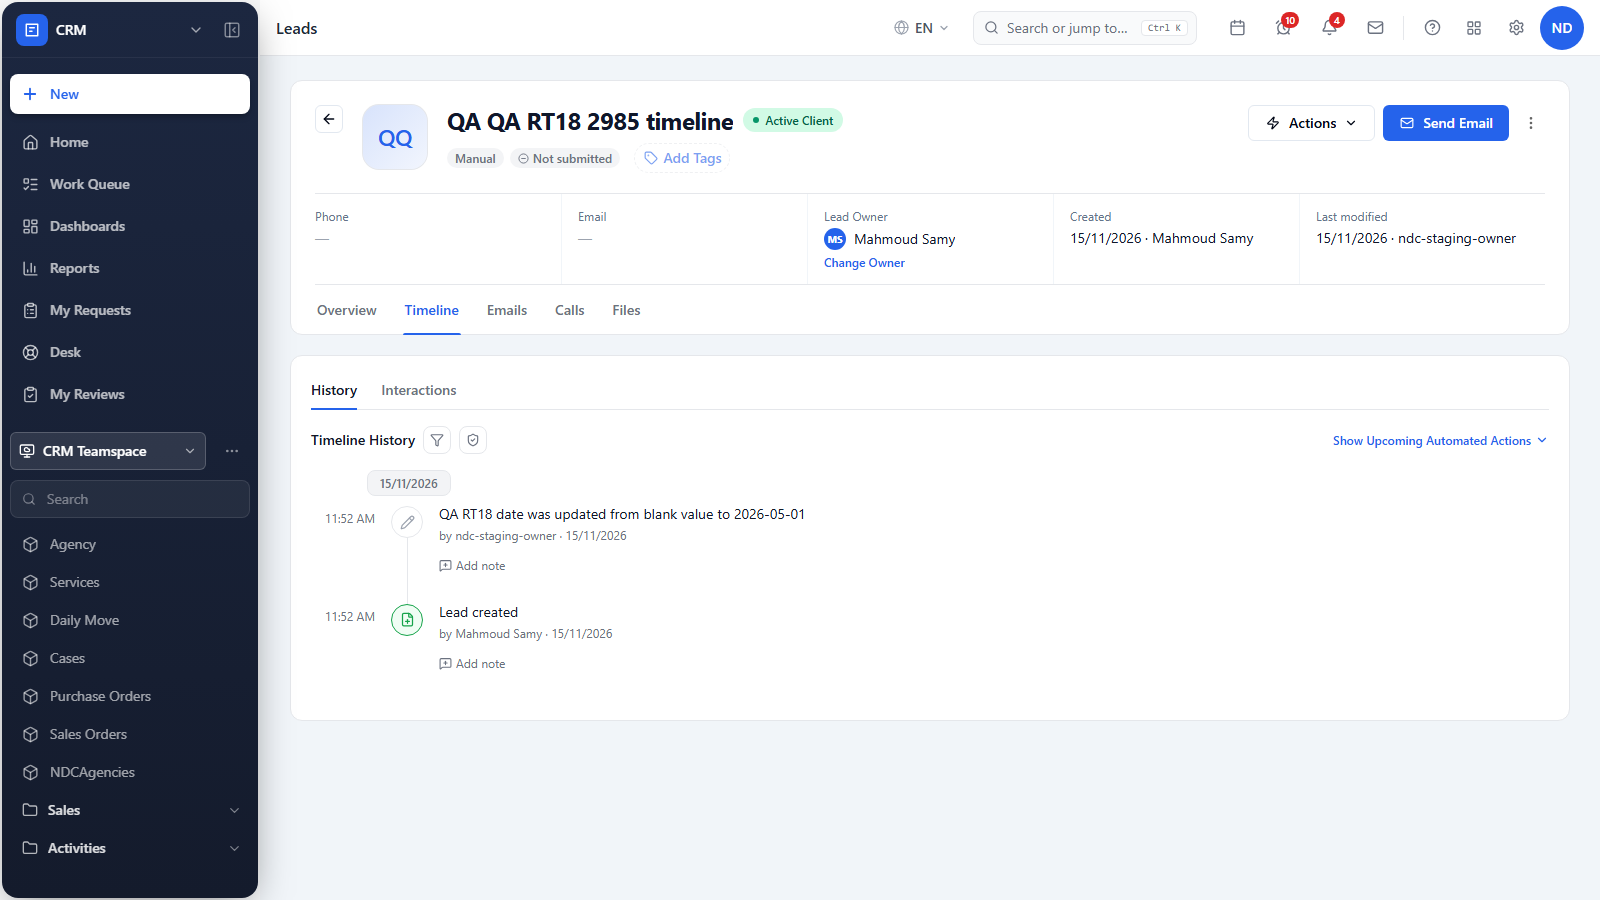 CRM
Leads
EN
Search or jump to...
Ctrl K
10
4
ND
New
Home
Work Queue
Dashboards
Reports
My Requests
Desk
My Reviews
CRM Teamspace
Search
Agency
Services
Daily Move
Cases
Purchase Orders
Sales Orders
NDCAgencies
Sales
Activities
QQ
QA QA RT18 2985 timeline
Active Client
Manual
Not submitted
Add Tags
Actions
Send Email
Phone
—
Email
—
Lead Owner
MS Mahmoud Samy
Change Owner
Created
15/11/2026 · Mahmoud Samy
Last modified
15/11/2026 · ndc-staging-owner
Overview
Timeline
Emails
Calls
Files
History
Interactions
Timeline History
Show Upcoming Automated Actions
15/11/2026
11:52 AM
QA RT18 date was updated from blank value to 2026-05-01
by ndc-staging-owner · 15/11/2026
Add note
11:52 AM
Lead created
by Mahmoud Samy · 15/11/2026
Add note